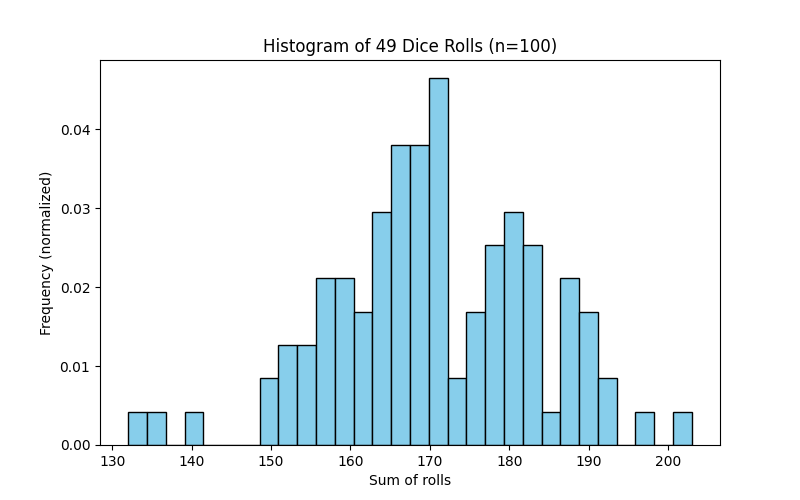 Histogram of 49 Dice Rolls (n=100)
Frequency (normalized)
0.04
0.03
0.02
0.01
0.00
130 140 150 160 170 180 190 200
Sum of rolls